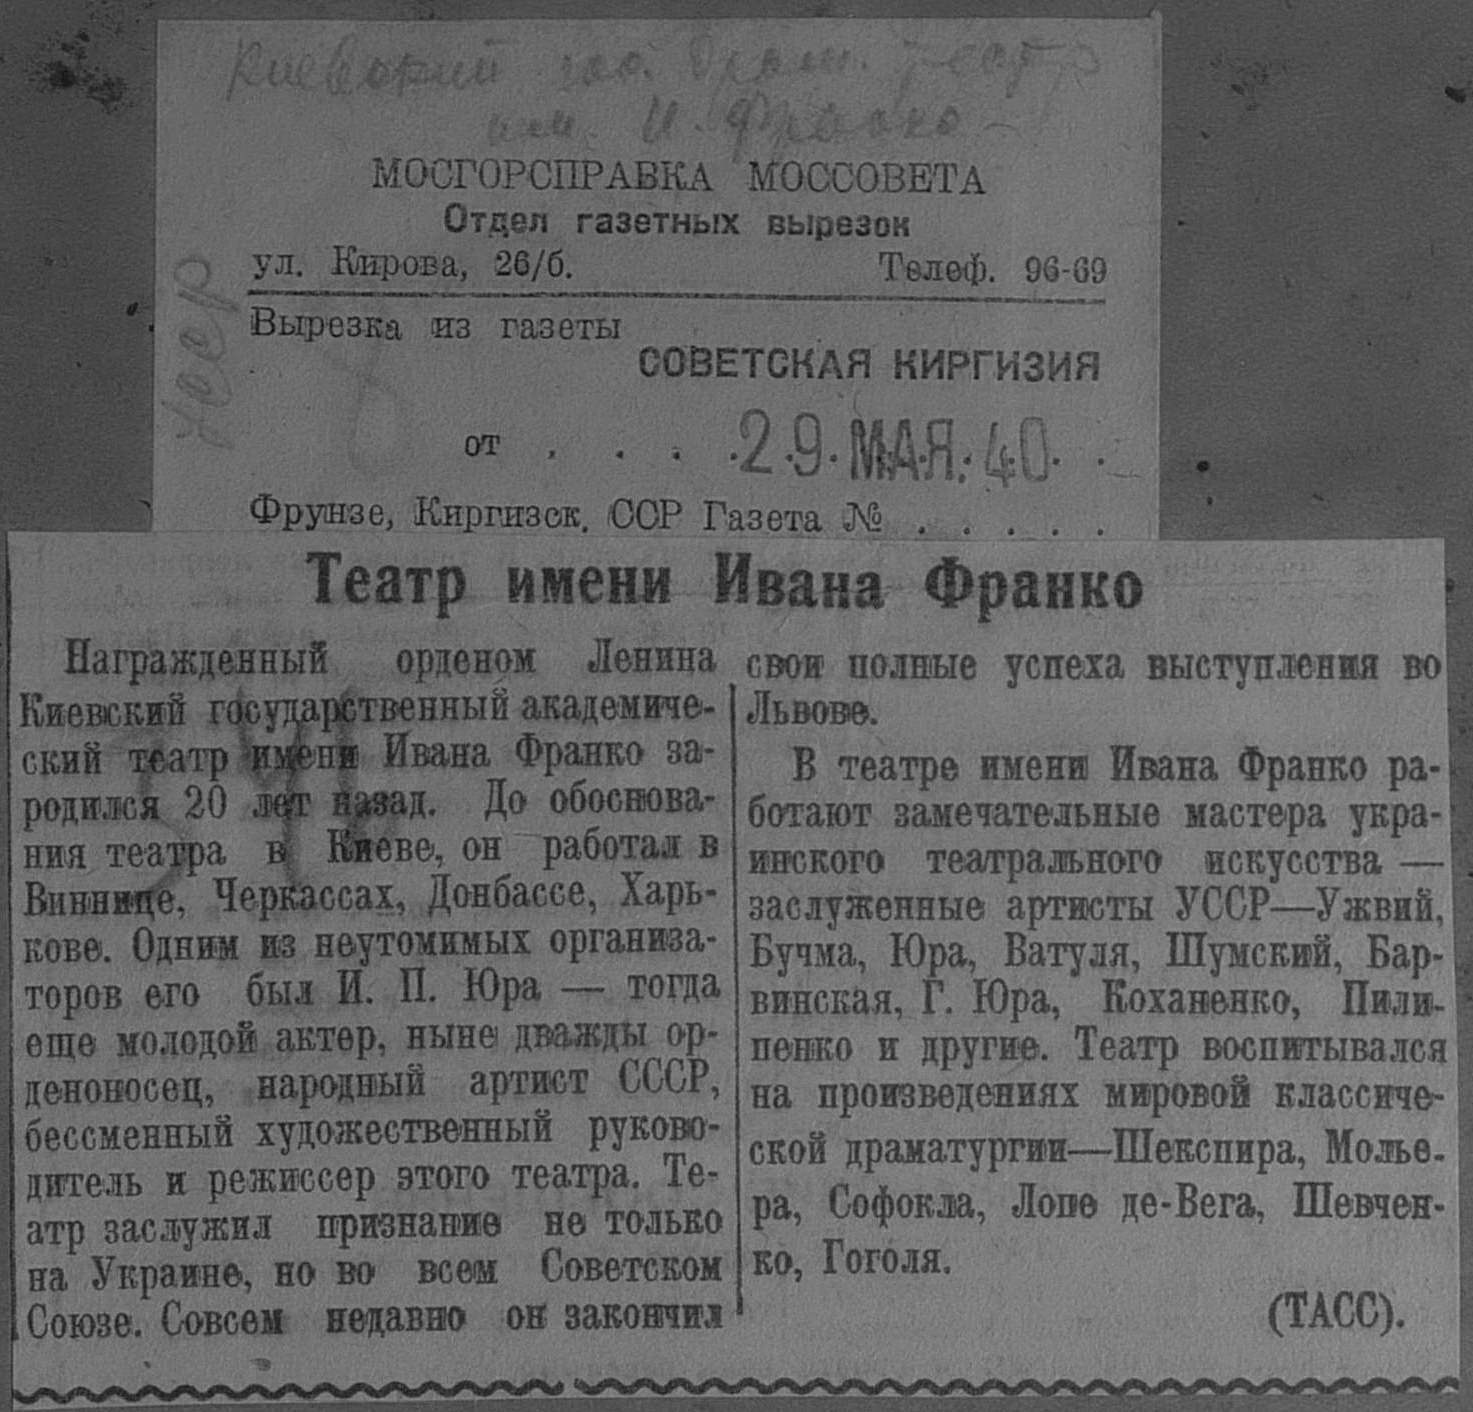 Киевский гос. драм. театр
им. И. Франко
МОСГОРСПРАВКА МОССОВЕТА
Отдел газетных вырезок
ул. Кирова, 26/б. Телеф. 96-69
Вырезка из газеты
СОВЕТСКАЯ КИРГИЗИЯ
от . . . . 29. МАЯ. 40 . .
Фрунзе, Киргизск. ССР Газета № . . . . .
Театр имени Ивана Франко
Награжденный орденом Ленина
Киевский государственный академиче-
ский театр имени Ивана Франко за-
родился 20 лет назад. До обоснова-
ния театра в Киеве, он работал в
Виннице, Черкассах, Донбассе, Харь-
кове. Одним из неутомимых организа-
торов его был И. П. Юра — тогда
еще молодой актер, ныне дважды ор-
деноносец, народный артист СССР,
бессменный художественный руково-
дитель и режиссер этого театра. Те-
атр заслужил признание не только
на Украине, но во всем Советском
Союзе. Совсем недавно он закончил
свои полные успеха выступления во
Львове.
В театре имени Ивана Франко ра-
ботают замечательные мастера укра-
инского театрального искусства —
заслуженные артисты УССР—Ужвий,
Бучма, Юра, Ватуля, Шумский, Бар-
винская, Г. Юра, Коханенко, Пили-
пенко и другие. Театр воспитывался
на произведениях мировой классиче-
ской драматургии—Шекспира, Молье-
ра, Софокла, Лопе де-Вега, Шевчен-
ко, Гоголя.
(ТАСС).